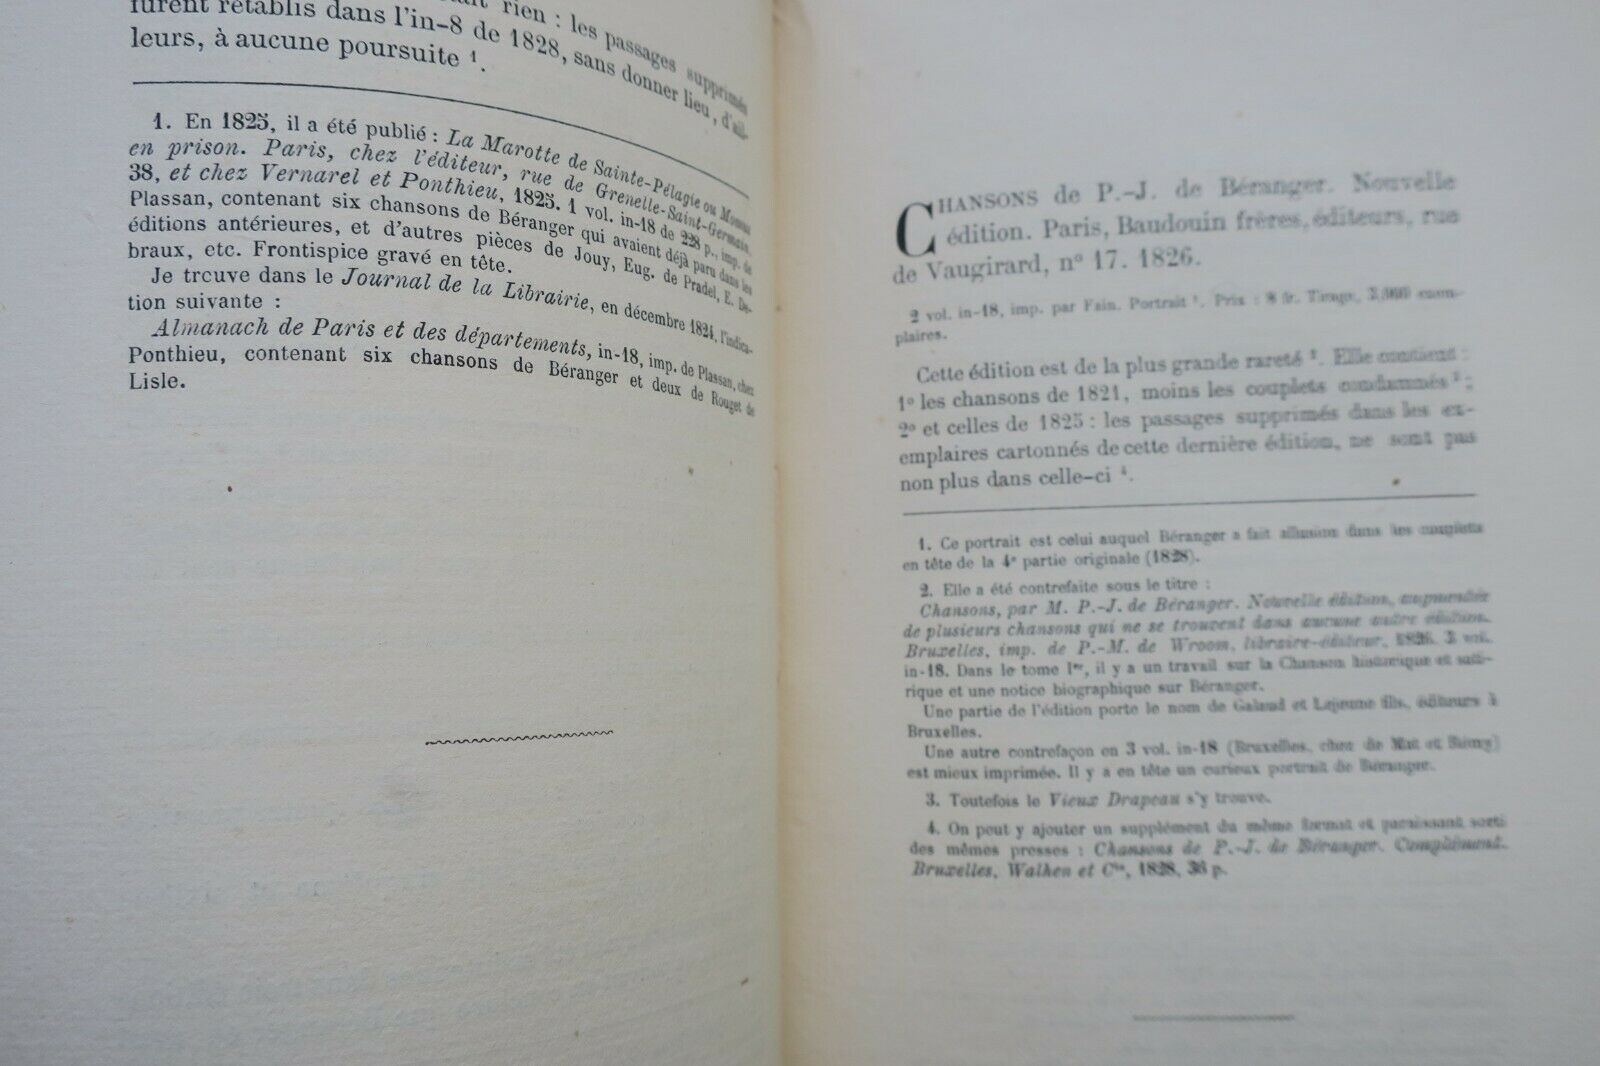 rien : les passages supprimés
furent rétablis dans l'in-8 de 1828, sans donner lieu, d'ail-
leurs, à aucune poursuite 1.
1. En 1825, il a été publié : La Marotte de Sainte-Pélagie ou Momus
en prison. Paris, chez l'éditeur, rue de Grenelle-Saint-Germain,
38, et chez Vernarel et Ponthieu, 1825. 1 vol. in-18 de 228 p., imp. de
Plassan, contenant six chansons de Béranger qui avaient déjà paru dans les
éditions antérieures, et d'autres pièces de Jouy, Eug. de Pradel, E. De-
braux, etc. Frontispice gravé en tête.
Je trcuve dans le Journal de la Librairie, en décembre 1824, l'indica-
tion suivante :
Almanach de Paris et des départements, in-18, imp. de Plassan, chez
Ponthieu, contenant six chansons de Béranger et deux de Rouget de
Lisle.
CHANSONS de P.-J. de Béranger. Nouvelle
édition. Paris, Baudouin frères, éditeurs, rue
de Vaugirard, nº 17. 1826.
2 vol. in-18, imp. par Fain. Portrait 1. Prix : 8 fr. Tirage, exem-
plaires.
Cette édition est de la plus grande rareté 2. Elle contient :
1º les chansons de 1821, moins les couplets condamnés 3 ;
2º et celles de 1825 : les passages supprimés dans les ex-
emplaires cartonnés de cette dernière édition, ne sont pas
non plus dans celle-ci 4.
1. Ce portrait est celui auquel Béranger a fait allusion dans les couplets
en tête de la 4e partie originale (1828).
2. Elle a été contrefaite sous le titre :
Chansons, par M. P.-J. de Béranger. Nouvelle édition, augmentée
de plusieurs chansons qui ne se trouvent dans aucune autre édition.
Bruxelles, imp. de P.-M. de Wroom, libraire-éditeur, 1826. 3 vol.
in-18. Dans le tome Ier, il y a un travail sur la Chanson historique et sati-
rique et une notice biographique sur Béranger.
Une partie de l'édition porte le nom de Galaud et Lejeune fils, éditeurs à
Bruxelles.
Une autre contrefaçon en 3 vol. in-18 (Bruxelles, chez de Mat et Rémy)
est mieux imprimée. Il y a en tête un curieux portrait de Béranger.
3. Toutefois le Vieux Drapeau s'y trouve.
4. On peut y ajouter un supplément du même format et paraissant sorti
des mêmes presses : Chansons de P.-J. de Béranger. Complément.
Bruxelles, Walhen et Cie, 1828, 36 p.